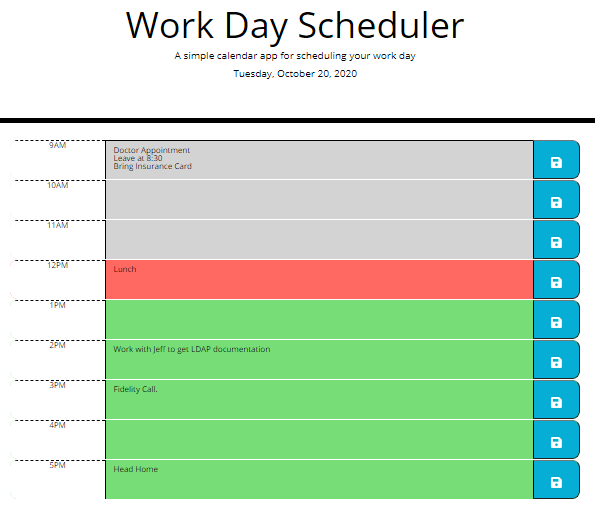 Work Day Scheduler
A simple calendar app for scheduling your work day
Tuesday, October 20, 2020
9AM
Doctor Appointment
Leave at 8:30
Bring Insurance Card
10AM
11AM
12PM
Lunch
1PM
2PM
Work with Jeff to get LDAP documentation
3PM
Fidelity Call.
4PM
5PM
Head Home